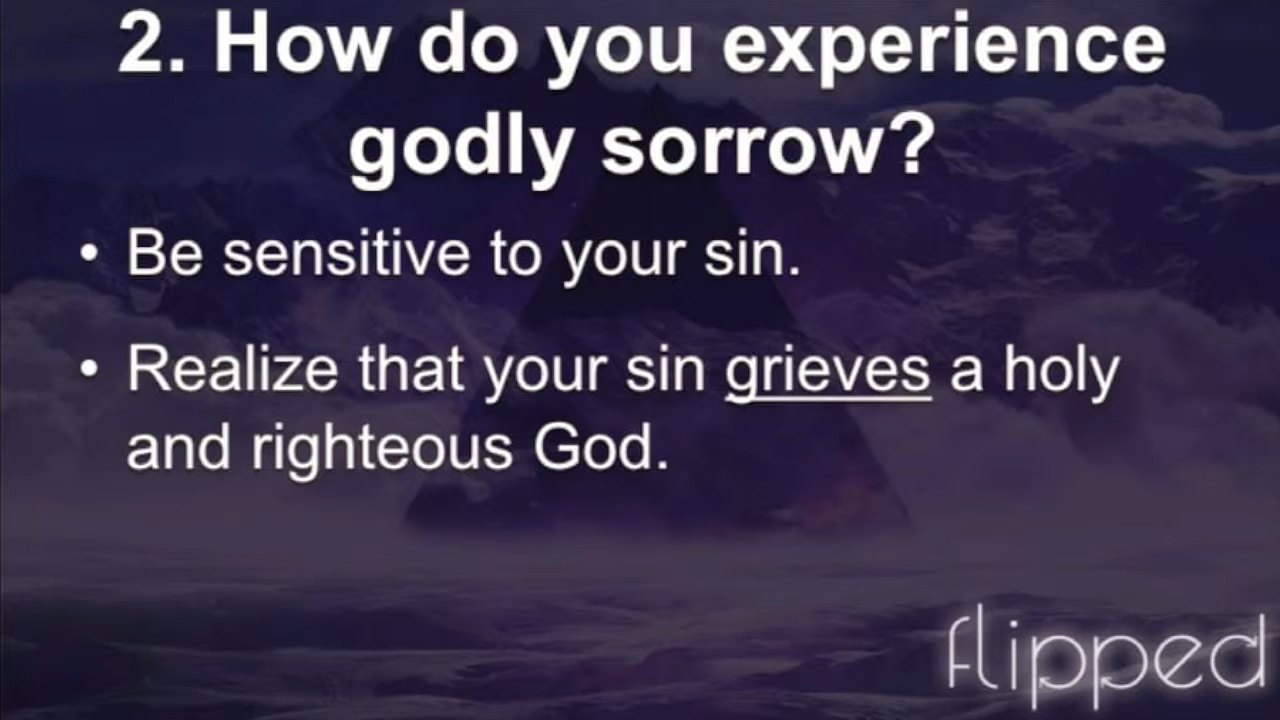 2. How do you experience
godly sorrow?
• Be sensitive to your sin.
• Realize that your sin grieves a holy
and righteous God.
flipped